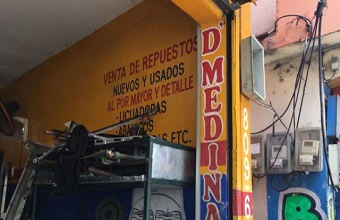 VENTA DE REPUESTOS
NUEVOS Y USADOS
AL POR MAYOR Y DETALLE
-LICUADORAS
ETC.
D MEDINA
809 6